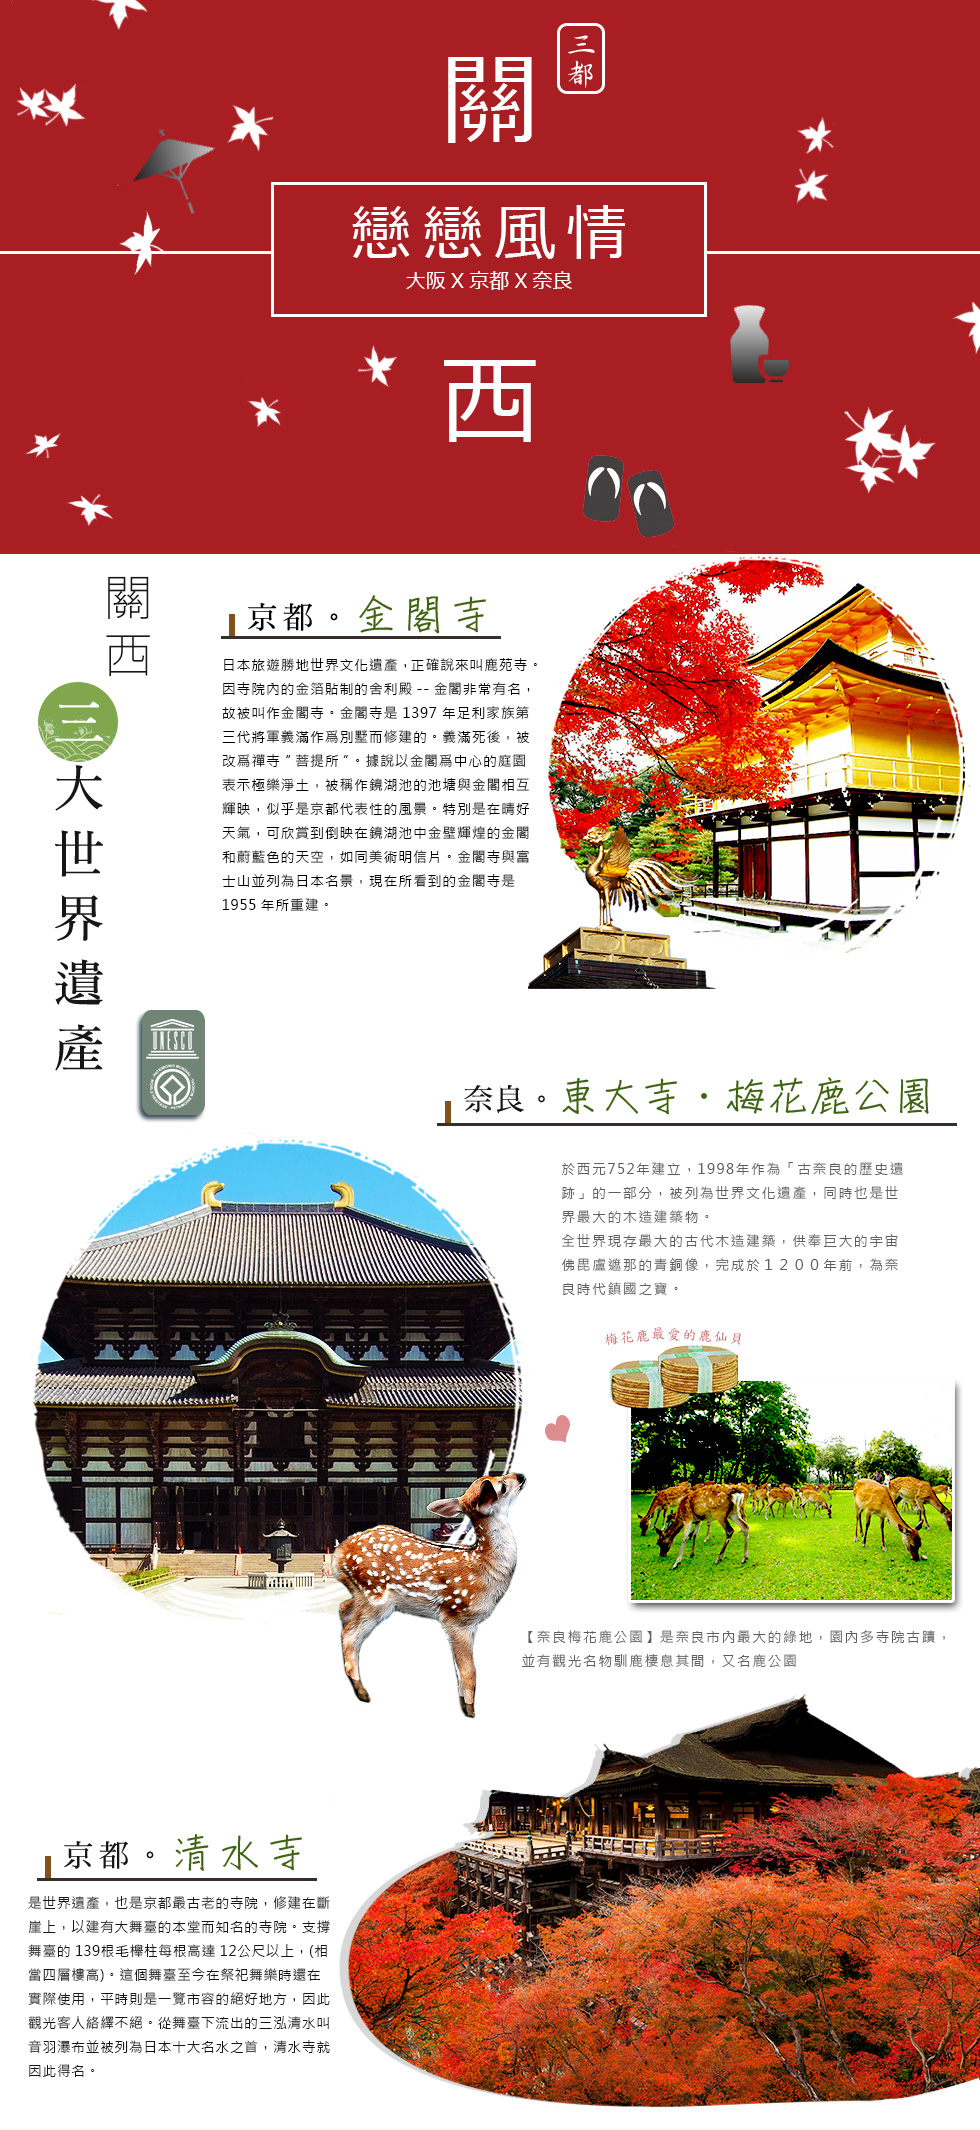 三都
關
戀戀風情
大阪 X 京都 X 奈良
西
關西
三大世界遺產
京都。金閣寺
日本旅遊勝地世界文化遺產，正確說來叫鹿苑寺。
因寺院內的金箔貼制的舍利殿 -- 金閣非常有名，
故被叫作金閣寺。金閣寺是 1397 年足利家族第
三代將軍義滿作爲別墅而修建的。義滿死後，被
改爲禪寺 " 菩提所 "。據說以金閣爲中心的庭園
表示極樂淨土，被稱作鏡湖池的池塘與金閣相互
輝映，似乎是京都代表性的風景。特別是在晴好
天氣，可欣賞到倒映在鏡湖池中金壁輝煌的金閣
和蔚藍色的天空，如同美術明信片。金閣寺與富
士山並列為日本名景，現在所看到的金閣寺是
1955 年所重建。
UNESCO
奈良。東大寺・梅花鹿公園
於西元752年建立，1998年作為「古奈良的歷史遺
跡」的一部分，被列為世界文化遺產，同時也是世
界最大的木造建築物。
全世界現存最大的古代木造建築，供奉巨大的宇宙
佛毘盧遮那的青銅像，完成於１２００年前，為奈
良時代鎮國之寶。
梅花鹿最愛的鹿仙貝
【奈良梅花鹿公園】是奈良市內最大的綠地，園內多寺院古蹟，
並有觀光名物馴鹿棲息其間，又名鹿公園
京都。清水寺
是世界遺產，也是京都最古老的寺院，修建在斷
崖上，以建有大舞臺的本堂而知名的寺院。支撐
舞臺的 139根毛櫸柱每根高達 12公尺以上，(相
當四層樓高)。這個舞臺至今在祭祀舞樂時還在
實際使用，平時則是一覽市容的絕好地方，因此
觀光客人絡繹不絕。從舞臺下流出的三泓清水叫
音羽瀑布並被列為日本十大名水之首，清水寺就
因此得名。